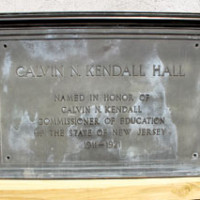 CALVIN N. KENDALL HALL
NAMED IN HONOR OF
CALVIN N. KENDALL
COMMISSIONER OF EDUCATION
OF THE STATE OF NEW JERSEY
1911-1921